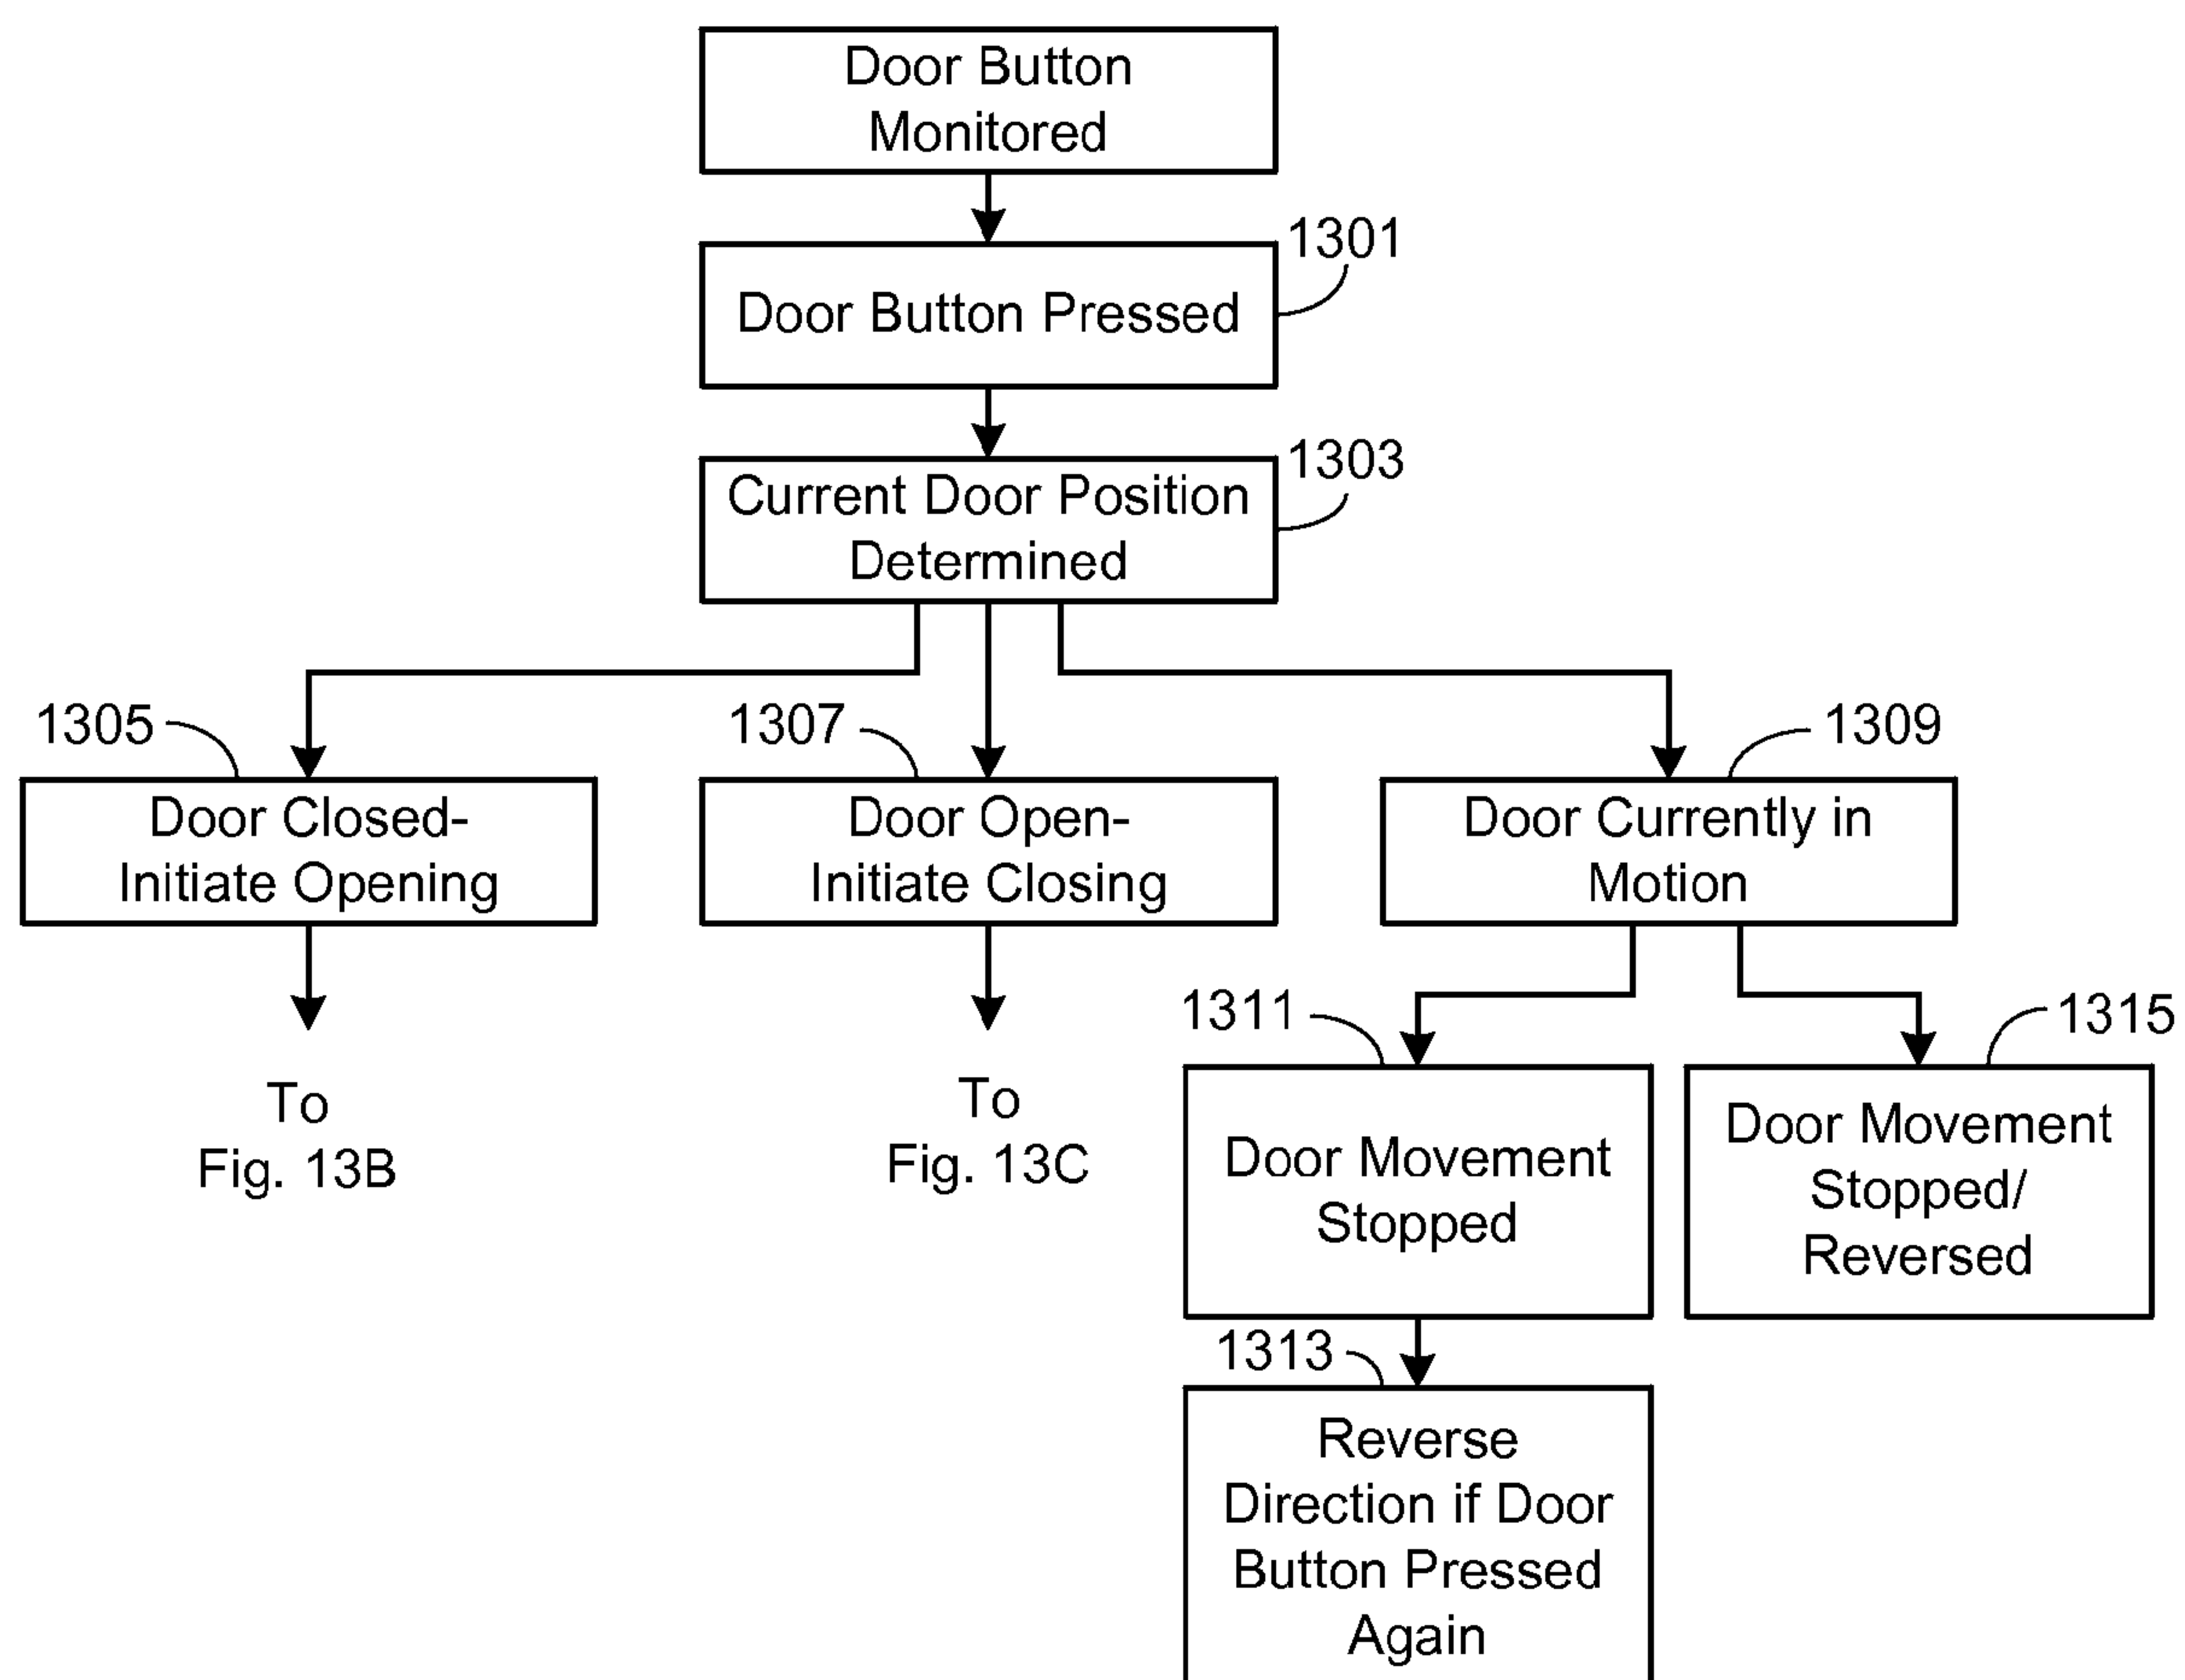 Door Button
Monitored
1301
Door Button Pressed
1303
Current Door Position
Determined
1305
1307
1309
Door Closed-
Initiate Opening
Door Open-
Initiate Closing
Door Currently in
Motion
1311
1315
To
Fig. 13B
To
Fig. 13C
Door Movement
Stopped
Door Movement
Stopped/
Reversed
1313
Reverse
Direction if Door
Button Pressed
Again